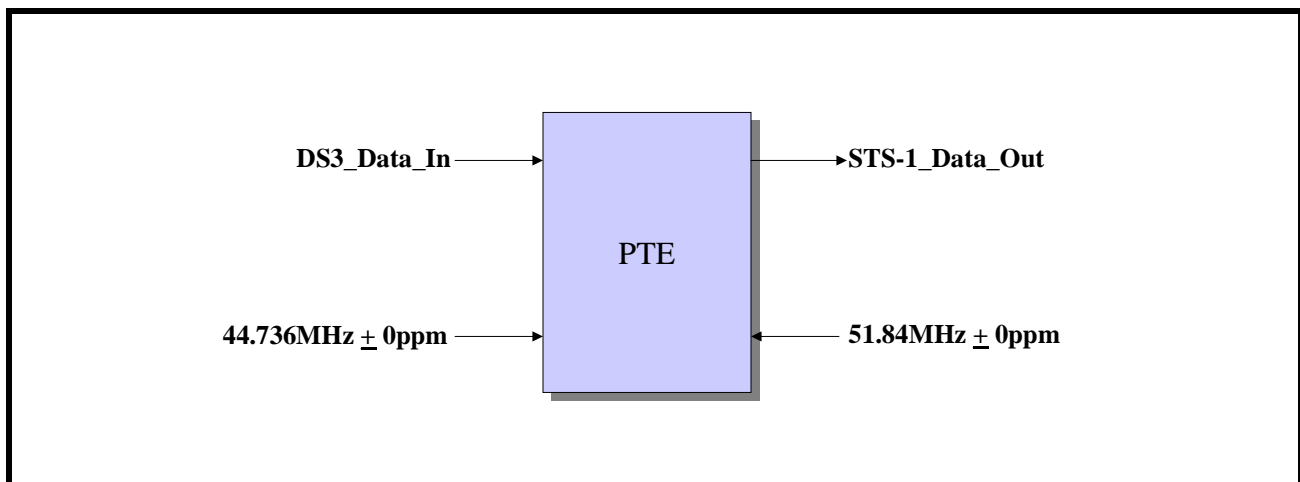 DS3_Data_In
STS-1_Data_Out
PTE
44.736MHz ± 0ppm
51.84MHz ± 0ppm